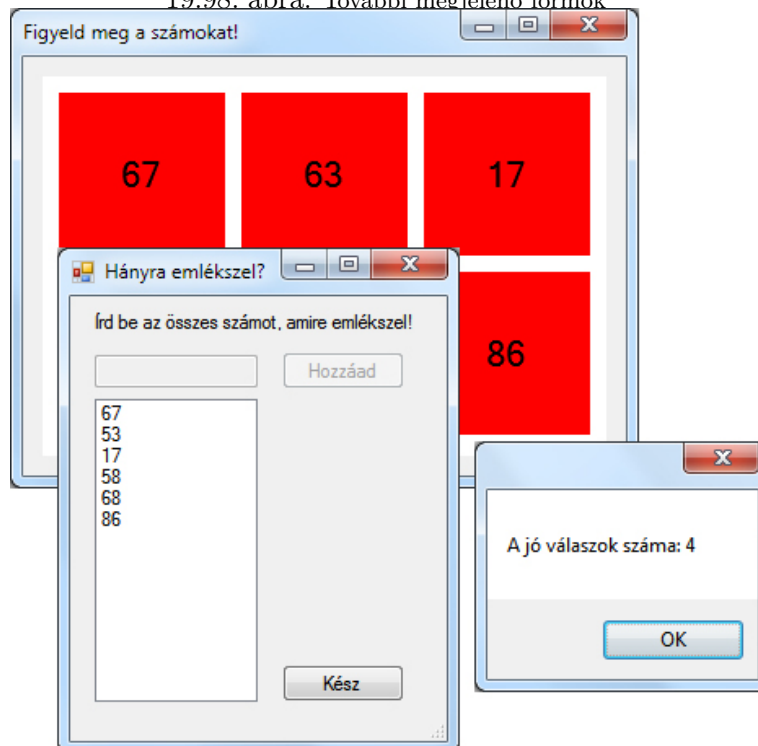 19.98. ábra. További megjelenő formok
Figyeld meg a számokat!
67 63 17
86
Hányra emlékszel?
Írd be az összes számot, amire emlékszel!
Hozzáad
67
53
17
58
68
86
Kész
A jó válaszok száma: 4
OK